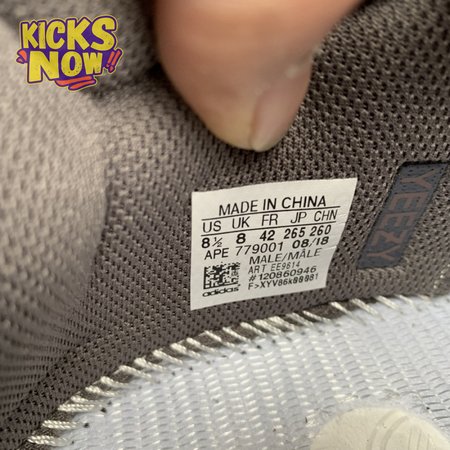 KICKS
NOW
MADE IN CHINA
US UK FR JP CHN
8½ 8 42 265 260
APE 779001 08/18
MALE/MÂLE
ART EE9614
#120860946
F>XYV86k00081
adidas
YEEZY